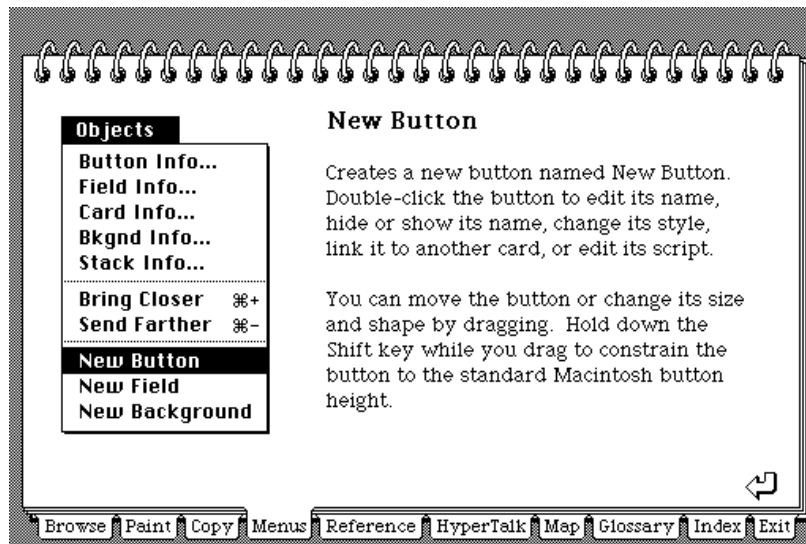 Objects
Button Info...
Field Info...
Card Info...
Bkgnd Info...
Stack Info...
Bring Closer ⌘+
Send Farther ⌘-
New Button
New Field
New Background
New Button
Creates a new button named New Button.
Double-click the button to edit its name,
hide or show its name, change its style,
link it to another card, or edit its script.
You can move the button or change its size
and shape by dragging. Hold down the
Shift key while you drag to constrain the
button to the standard Macintosh button
height.
Browse Paint Copy Menus Reference HyperTalk Map Glossary Index Exit